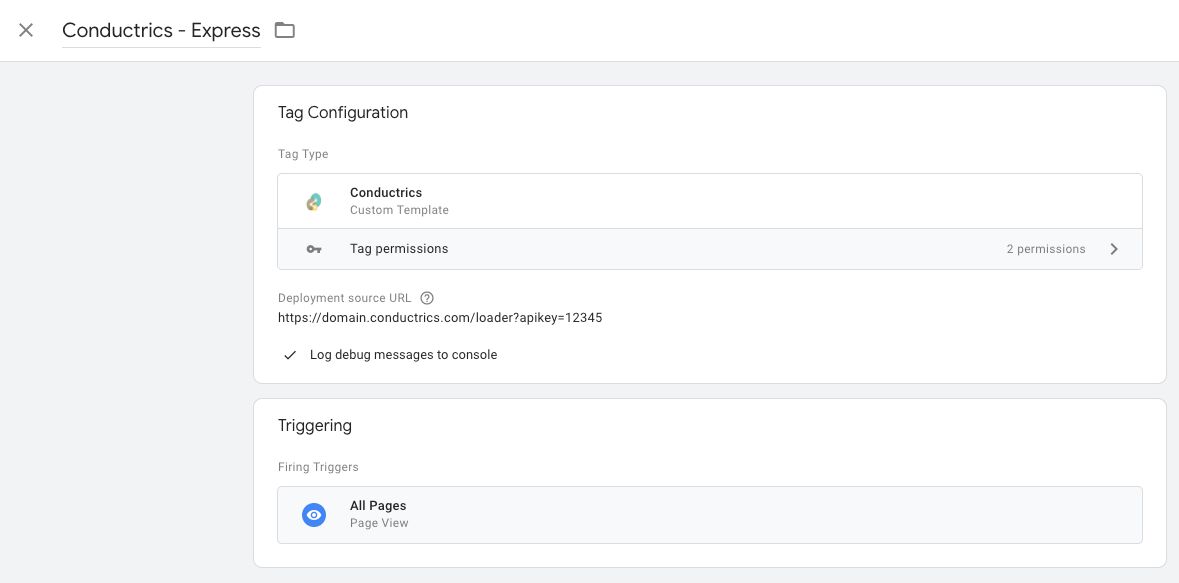 Conductrics - Express
Tag Configuration
Tag Type
Conductrics
Custom Template
Tag permissions 2 permissions
Deployment source URL
https://domain.conductrics.com/loader?apikey=12345
Log debug messages to console
Triggering
Firing Triggers
All Pages
Page View